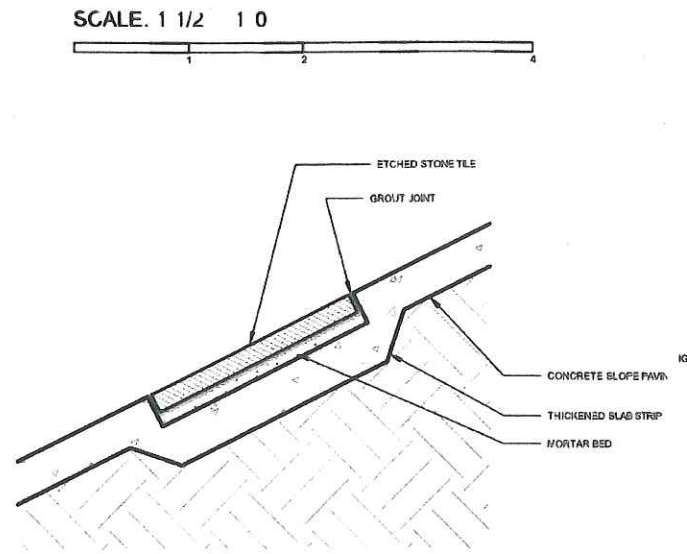 SCALE. 1 1/2 1 0
1 2 4
ETCHED STONE TILE
GROUT JOINT
IG
CONCRETE SLOPE PAVIN
THICKENED SLAB STRIP
MORTAR BED